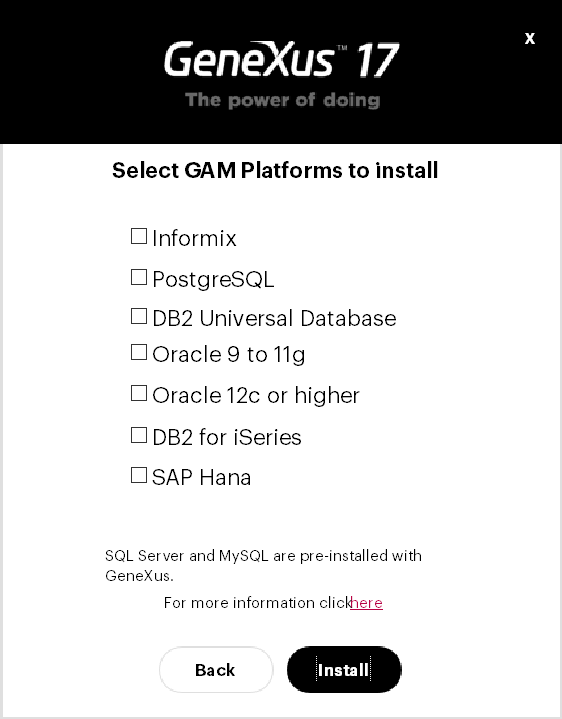 X
GeneXus™ 17
The power of doing
Select GAM Platforms to install
Informix
PostgreSQL
DB2 Universal Database
Oracle 9 to 11g
Oracle 12c or higher
DB2 for iSeries
SAP Hana
SQL Server and MySQL are pre-installed with
GeneXus.
For more information click here
Back Install